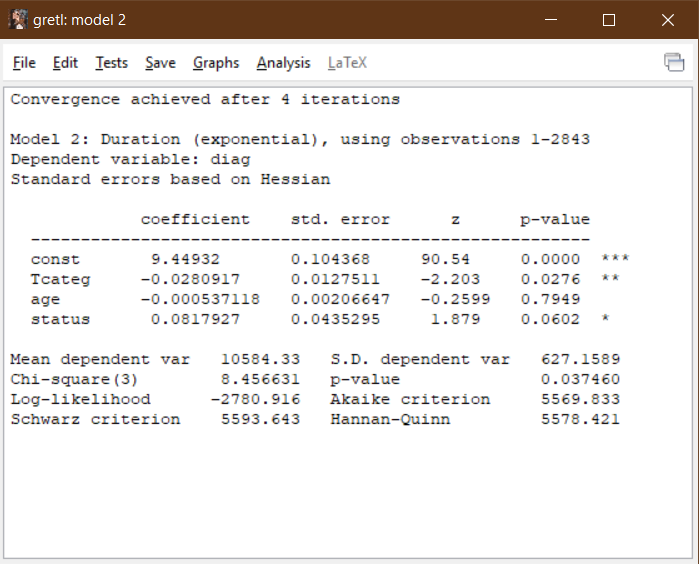 gretl: model 2
File Edit Tests Save Graphs Analysis LaTeX
Convergence achieved after 4 iterations
Model 2: Duration (exponential), using observations 1-2843
Dependent variable: diag
Standard errors based on Hessian
coefficient std. error z p-value
-------------------------------------------------------
const 9.44932 0.104368 90.54 0.0000 ***
Tcateg -0.0280917 0.0127511 -2.203 0.0276 **
age -0.000537118 0.00206647 -0.2599 0.7949
status 0.0817927 0.0435295 1.879 0.0602 *
Mean dependent var 10584.33 S.D. dependent var 627.1589
Chi-square(3) 8.456631 p-value 0.037460
Log-likelihood -2780.916 Akaike criterion 5569.833
Schwarz criterion 5593.643 Hannan-Quinn 5578.421